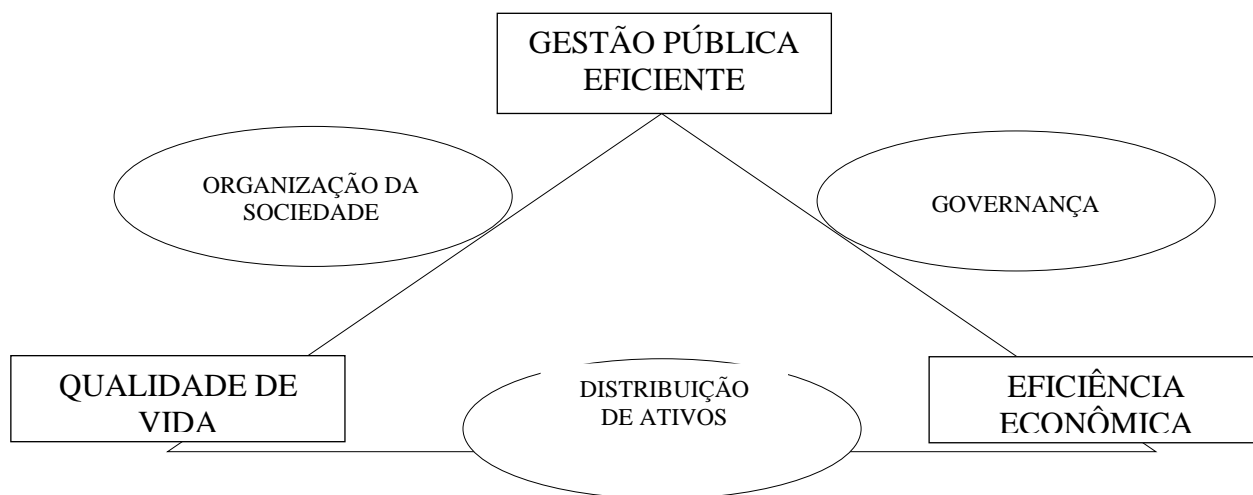 GESTÃO PÚBLICA
EFICIENTE
ORGANIZAÇÃO DA
SOCIEDADE
GOVERNANÇA
QUALIDADE DE
VIDA
DISTRIBUIÇÃO
DE ATIVOS
EFICIÊNCIA
ECONÔMICA